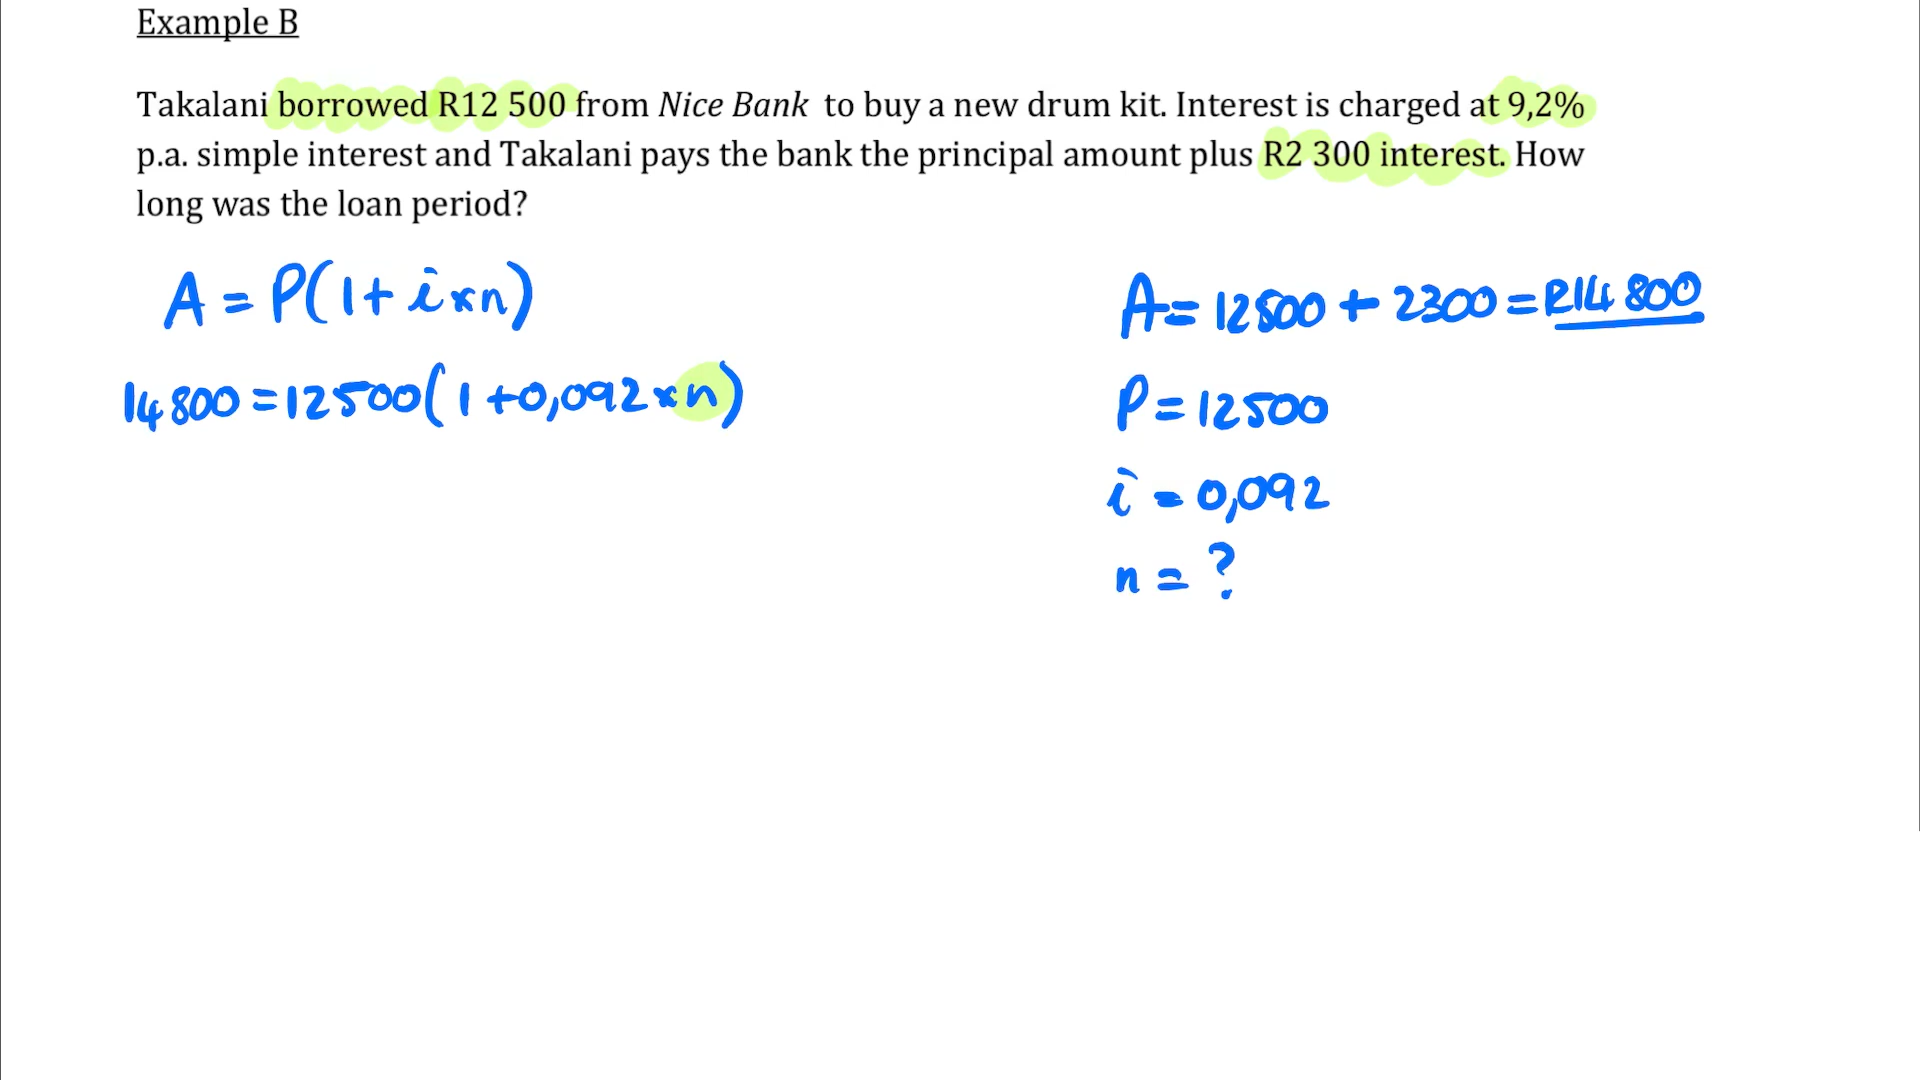 Example B
Takalani borrowed R12 500 from Nice Bank to buy a new drum kit. Interest is charged at 9,2%
p.a. simple interest and Takalani pays the bank the principal amount plus R2 300 interest. How
long was the loan period?
A = P(1 + i × n)
14 800 = 12500(1 + 0,092 × n)
A = 12500 + 2300 = R14 800
P = 12500
i = 0,092
n = ?